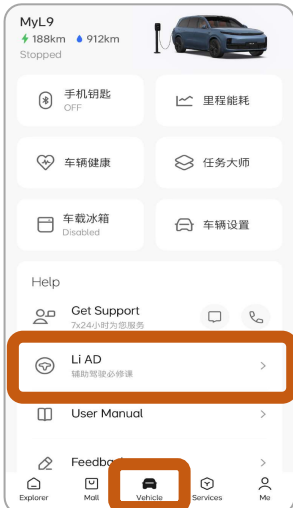 MyL9
188km 912km
Stopped
手机钥匙
OFF
里程能耗
车辆健康
任务大师
车载冰箱
Disabled
车辆设置
Help
Get Support
7x24小时为您服务
Li AD
辅助驾驶必修课
User Manual
Explorer
Mall
Vehicle
Services
Me